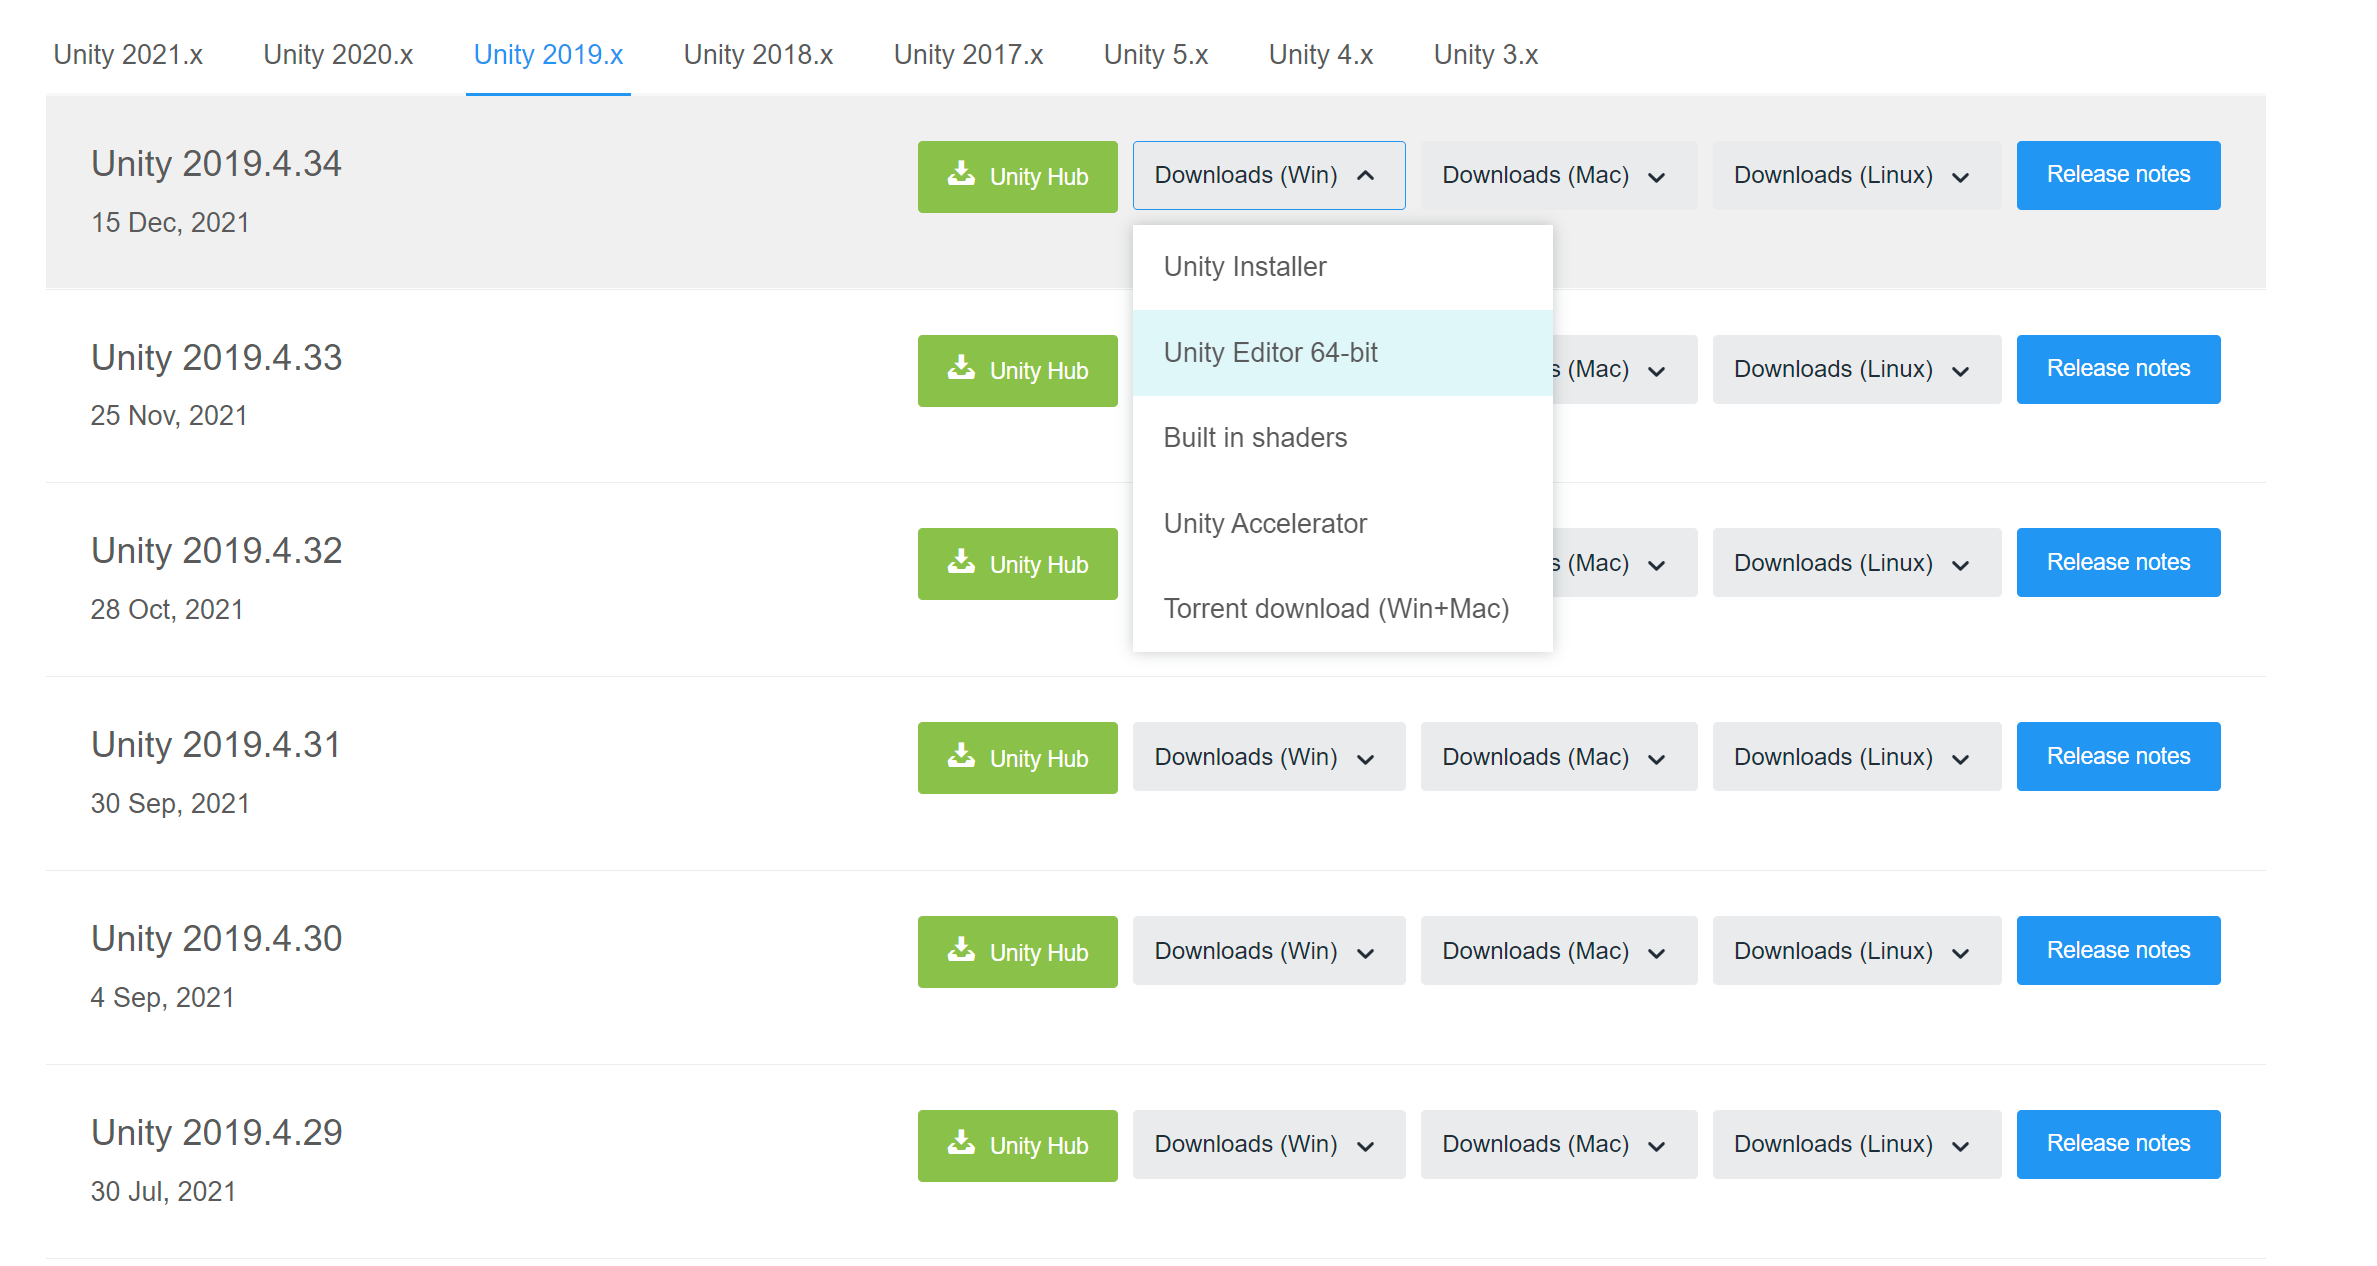 Unity 2021.x Unity 2020.x Unity 2019.x Unity 2018.x Unity 2017.x Unity 5.x Unity 4.x Unity 3.x
Unity 2019.4.34
15 Dec, 2021
Unity Hub Downloads (Win) Downloads (Mac) Downloads (Linux) Release notes
Unity Installer
Unity Editor 64-bit
Built in shaders
Unity Accelerator
Torrent download (Win+Mac)
Unity 2019.4.33
25 Nov, 2021
Unity Hub s (Mac) Downloads (Linux) Release notes
Unity 2019.4.32
28 Oct, 2021
Unity Hub s (Mac) Downloads (Linux) Release notes
Unity 2019.4.31
30 Sep, 2021
Unity Hub Downloads (Win) Downloads (Mac) Downloads (Linux) Release notes
Unity 2019.4.30
4 Sep, 2021
Unity Hub Downloads (Win) Downloads (Mac) Downloads (Linux) Release notes
Unity 2019.4.29
30 Jul, 2021
Unity Hub Downloads (Win) Downloads (Mac) Downloads (Linux) Release notes